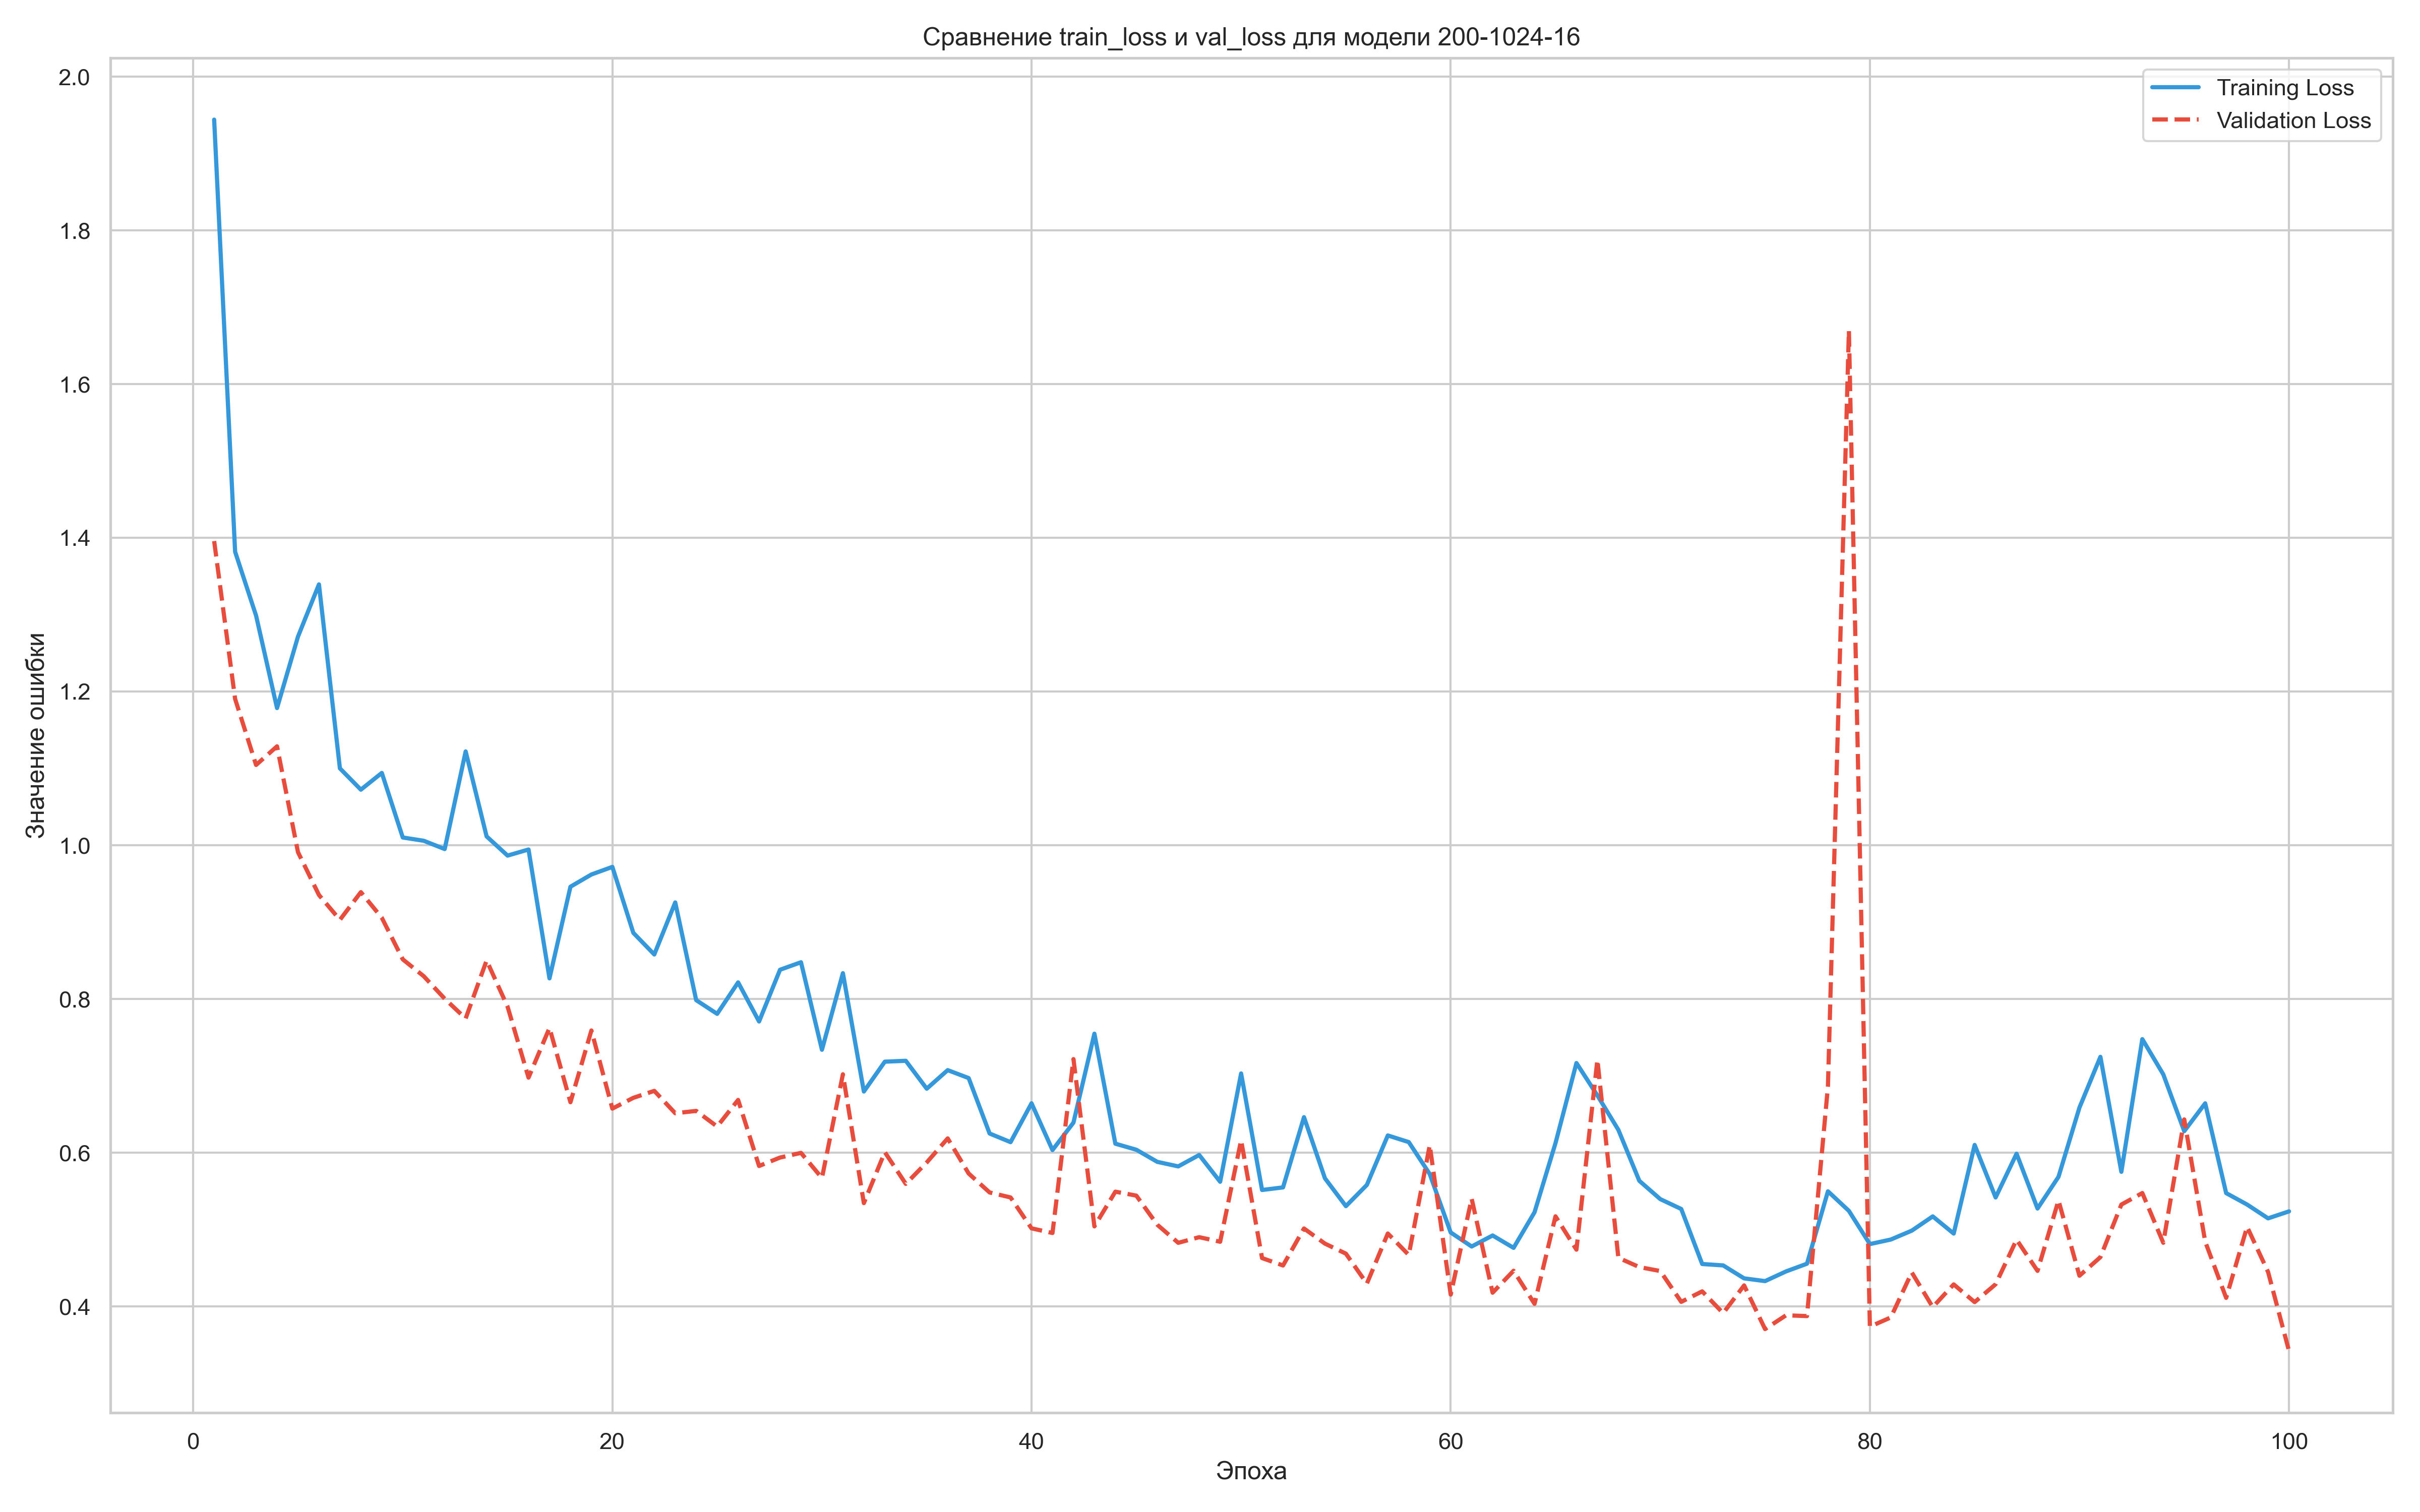 Сравнение train_loss и val_loss для модели 200-1024-16
Training Loss
Validation Loss
2.0
1.8
1.6
1.4
1.2
1.0
0.8
0.6
0.4
Значение ошибки
0 20 40 60 80 100
Эпоха